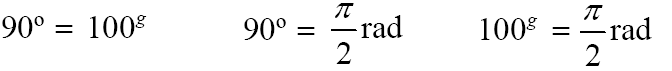 90º = 100^g 90º = π/2 rad 100^g = π/2 rad